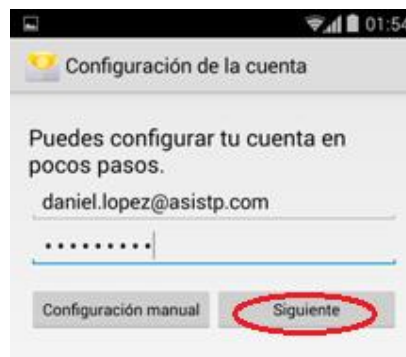 01:54
Configuración de la cuenta
Puedes configurar tu cuenta en
pocos pasos.
daniel.lopez@asistp.com
•••••••••
Configuración manual Siguiente